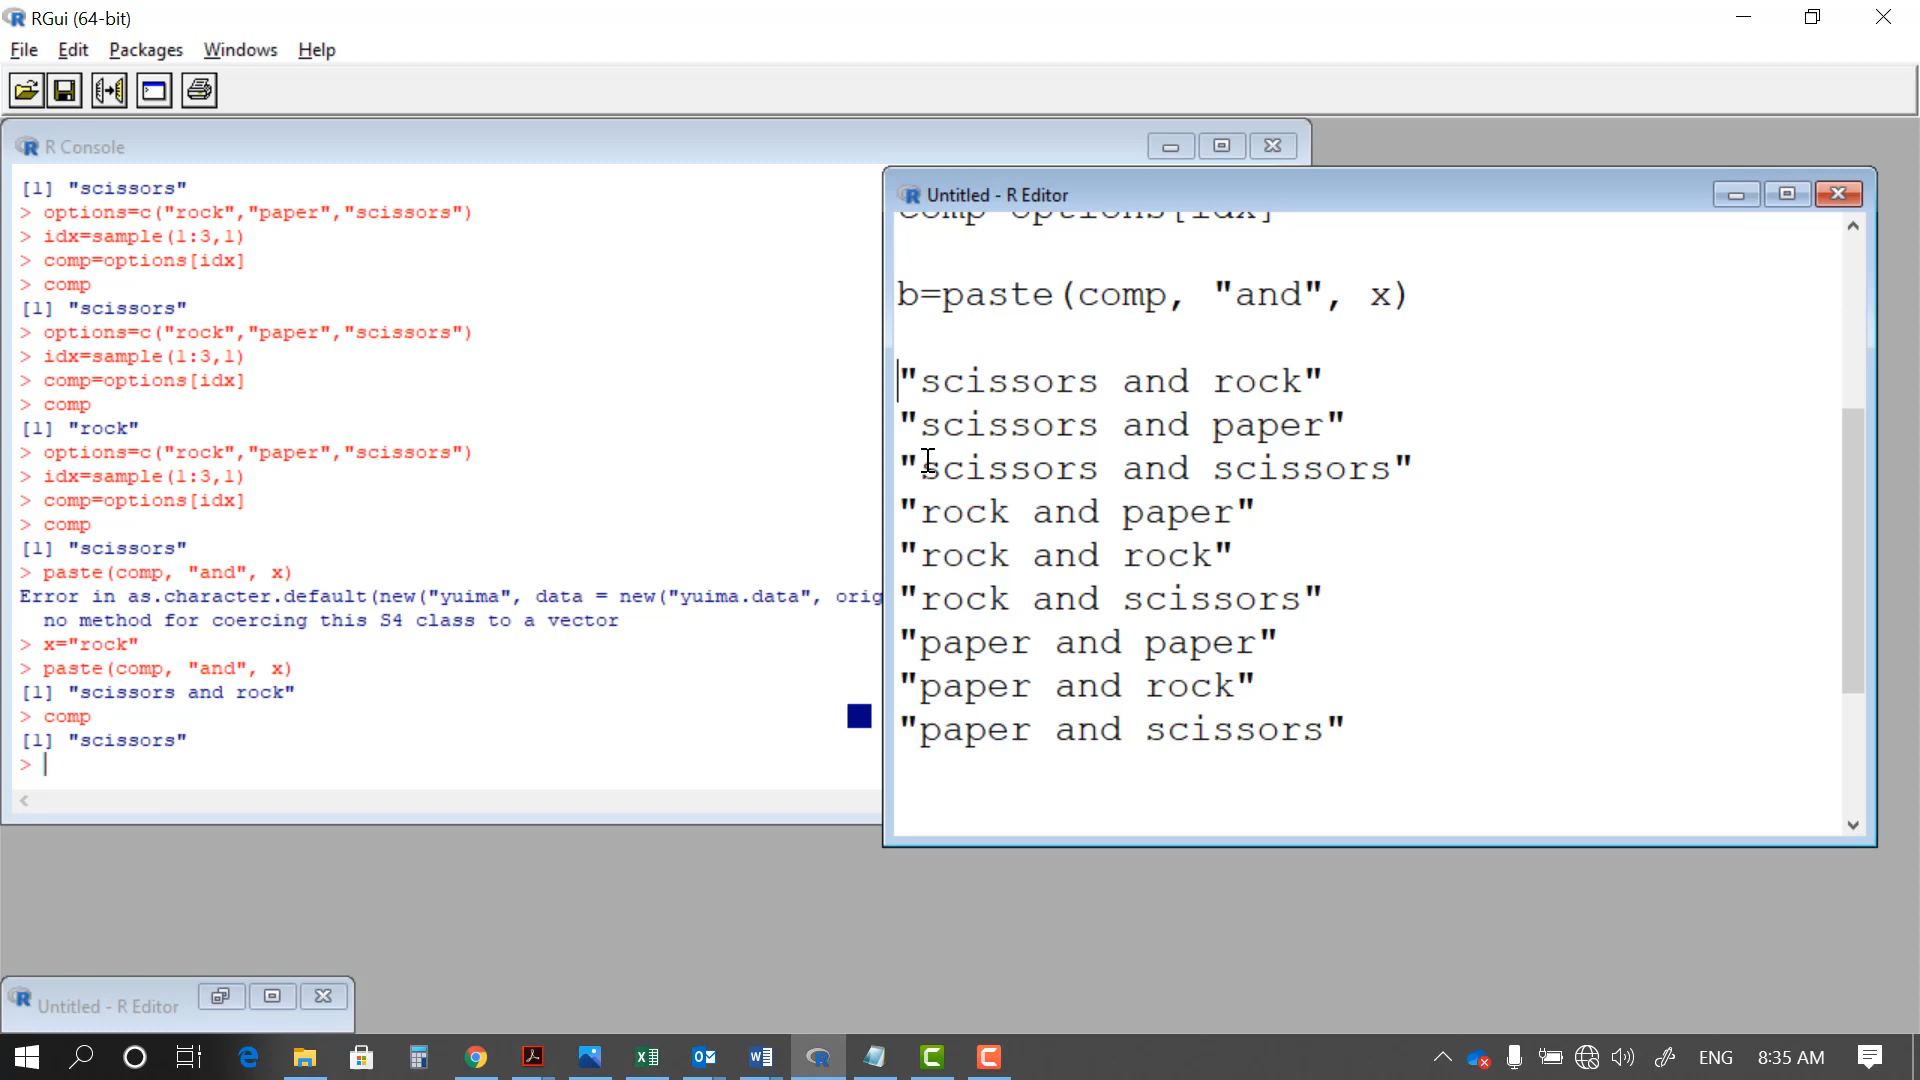 RGui (64-bit)
File Edit Packages Windows Help
R Console
[1] "scissors"
> options=c("rock","paper","scissors")
> idx=sample(1:3,1)
> comp=options[idx]
> comp
[1] "scissors"
> options=c("rock","paper","scissors")
> idx=sample(1:3,1)
> comp=options[idx]
> comp
[1] "rock"
> options=c("rock","paper","scissors")
> idx=sample(1:3,1)
> comp=options[idx]
> comp
[1] "scissors"
> paste(comp, "and", x)
Error in as.character.default(new("yuima", data = new("yuima.data", orig
no method for coercing this S4 class to a vector
> x="rock"
> paste(comp, "and", x)
[1] "scissors and rock"
> comp
[1] "scissors"
>
Untitled - R Editor
comp=options[idx]
b=paste(comp, "and", x)
"scissors and rock"
"scissors and paper"
"scissors and scissors"
"rock and paper"
"rock and rock"
"rock and scissors"
"paper and paper"
"paper and rock"
"paper and scissors"
Untitled - R Editor
ENG 8:35 AM